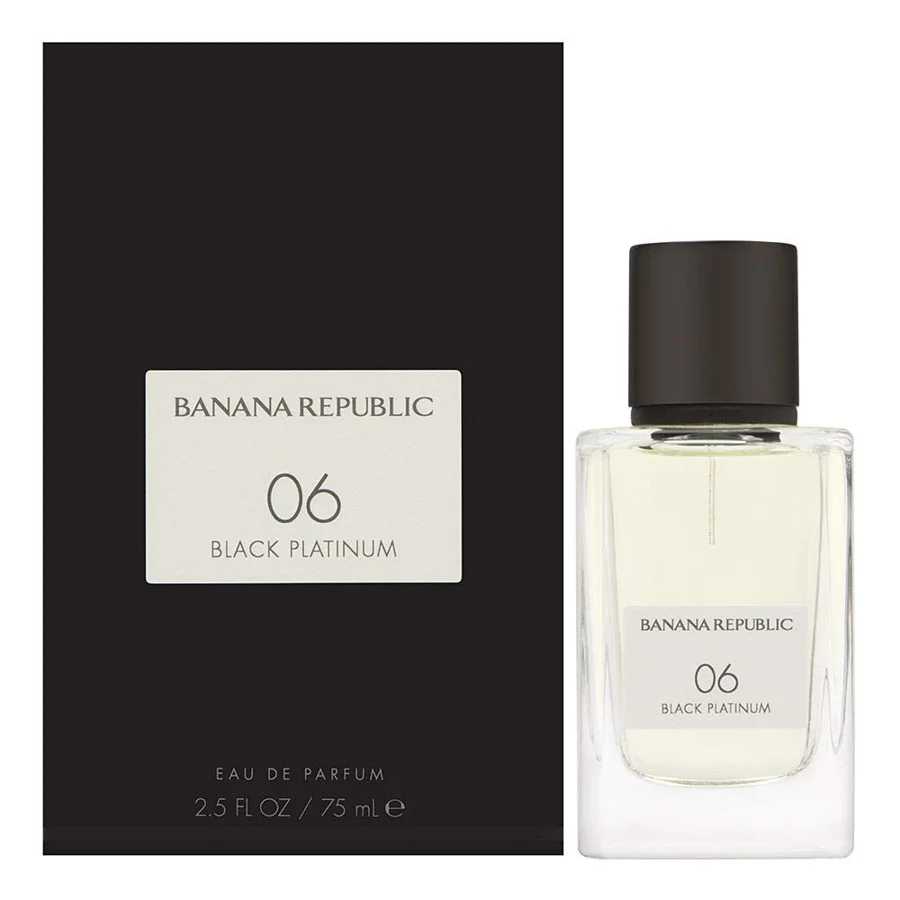 BANANA REPUBLIC
06
BLACK PLATINUM
EAU DE PARFUM
2.5 FL OZ / 75 mL ℮
BANANA REPUBLIC
06
BLACK PLATINUM